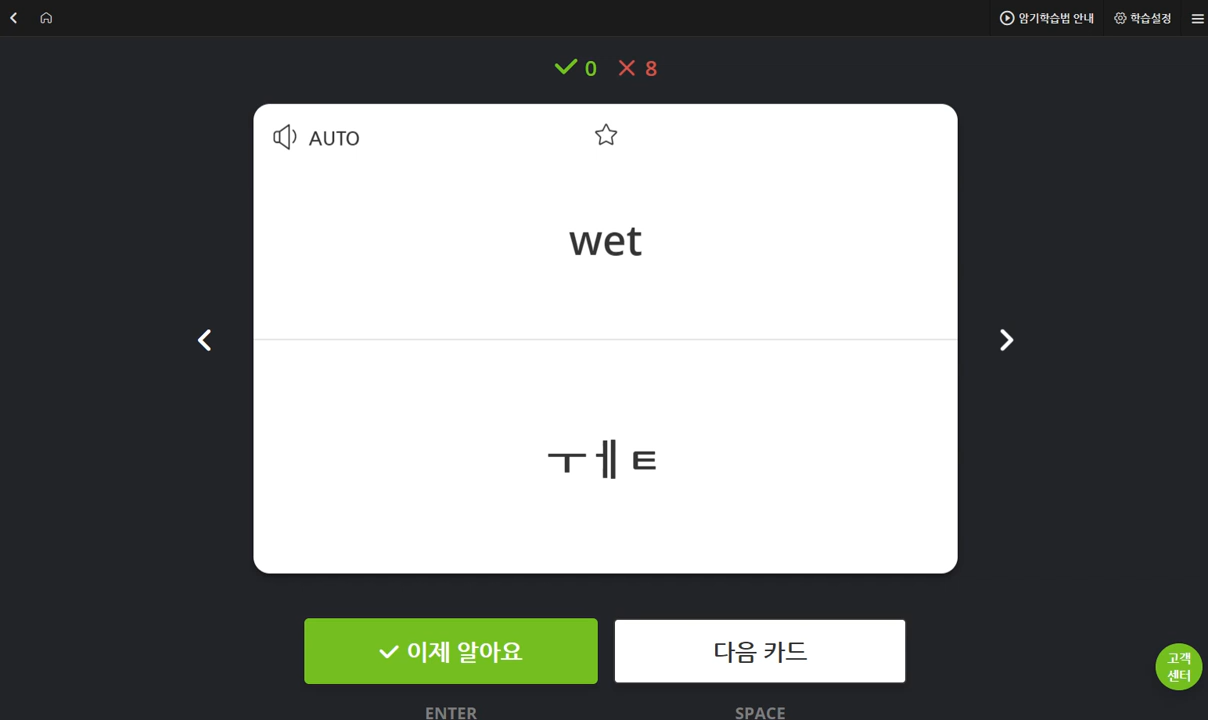 암기학습법 안내
학습설정
0 8
AUTO
wet
ㅜㅔㅌ
이제 알아요
다음 카드
고객
센터
ENTER
SPACE